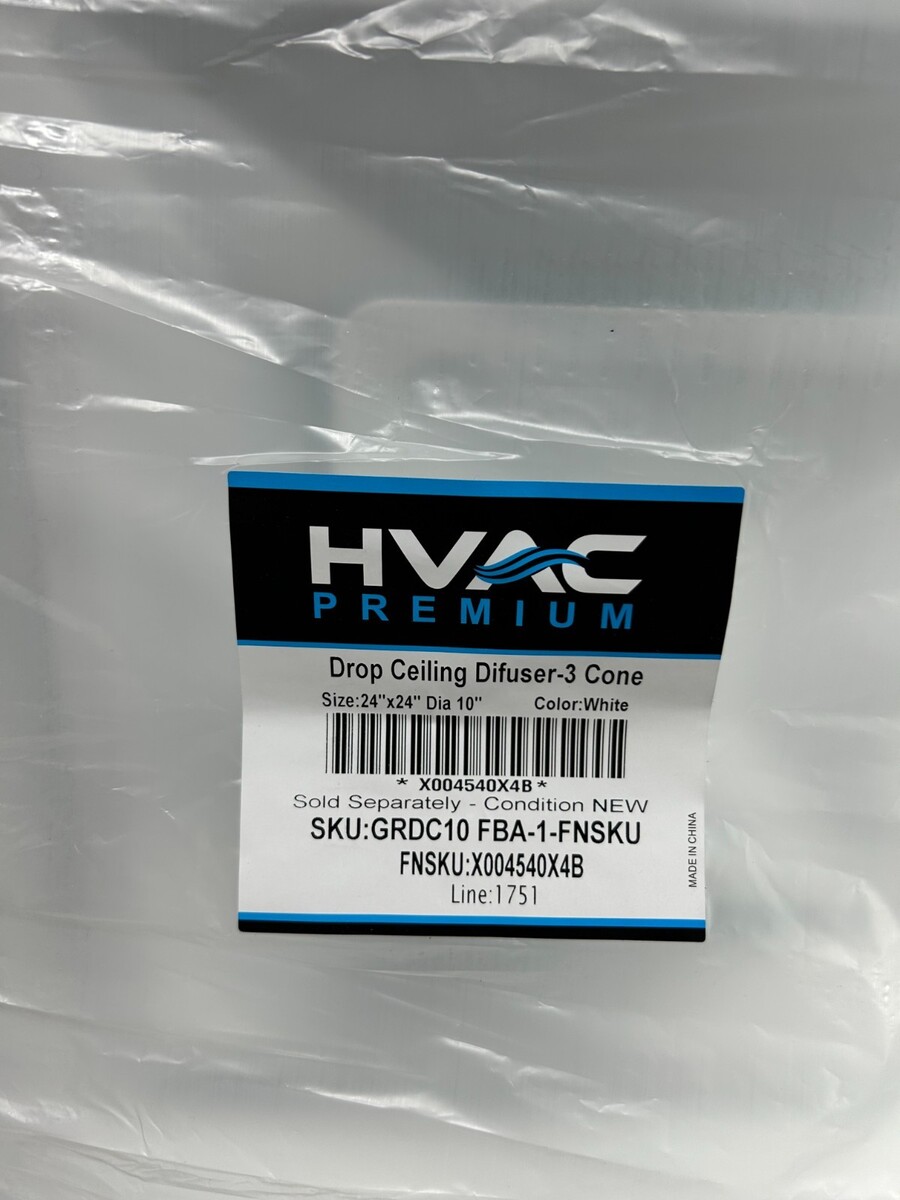 HVAC
PREMIUM
Drop Ceiling Difuser-3 Cone
Size:24"x24" Dia 10" Color:White
* X004540X4B *
Sold Separately - Condition NEW
SKU:GRDC10 FBA-1-FNSKU
FNSKU:X004540X4B
Line:1751
MADE IN CHINA